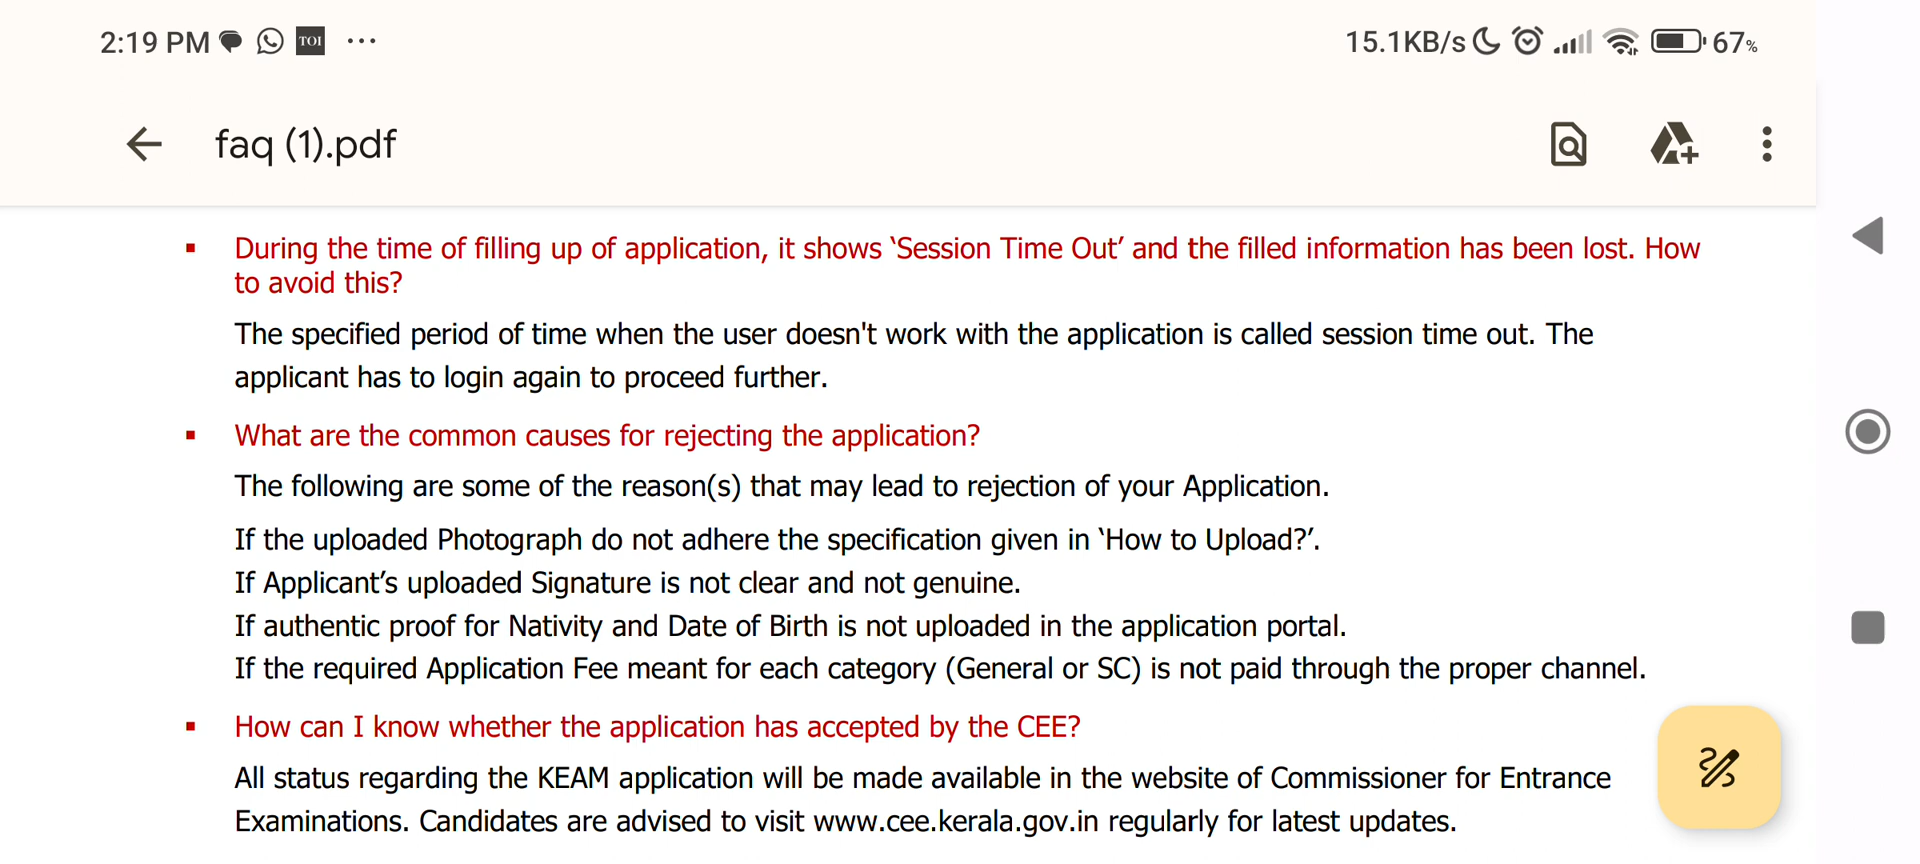 2:19 PM TOI ... 15.1KB/s 67%
faq (1).pdf
▪ During the time of filling up of application, it shows ‘Session Time Out’ and the filled information has been lost. How
to avoid this?
The specified period of time when the user doesn't work with the application is called session time out. The
applicant has to login again to proceed further.
▪ What are the common causes for rejecting the application?
The following are some of the reason(s) that may lead to rejection of your Application.
If the uploaded Photograph do not adhere the specification given in ‘How to Upload?’.
If Applicant’s uploaded Signature is not clear and not genuine.
If authentic proof for Nativity and Date of Birth is not uploaded in the application portal.
If the required Application Fee meant for each category (General or SC) is not paid through the proper channel.
▪ How can I know whether the application has accepted by the CEE?
All status regarding the KEAM application will be made available in the website of Commissioner for Entrance
Examinations. Candidates are advised to visit www.cee.kerala.gov.in regularly for latest updates.